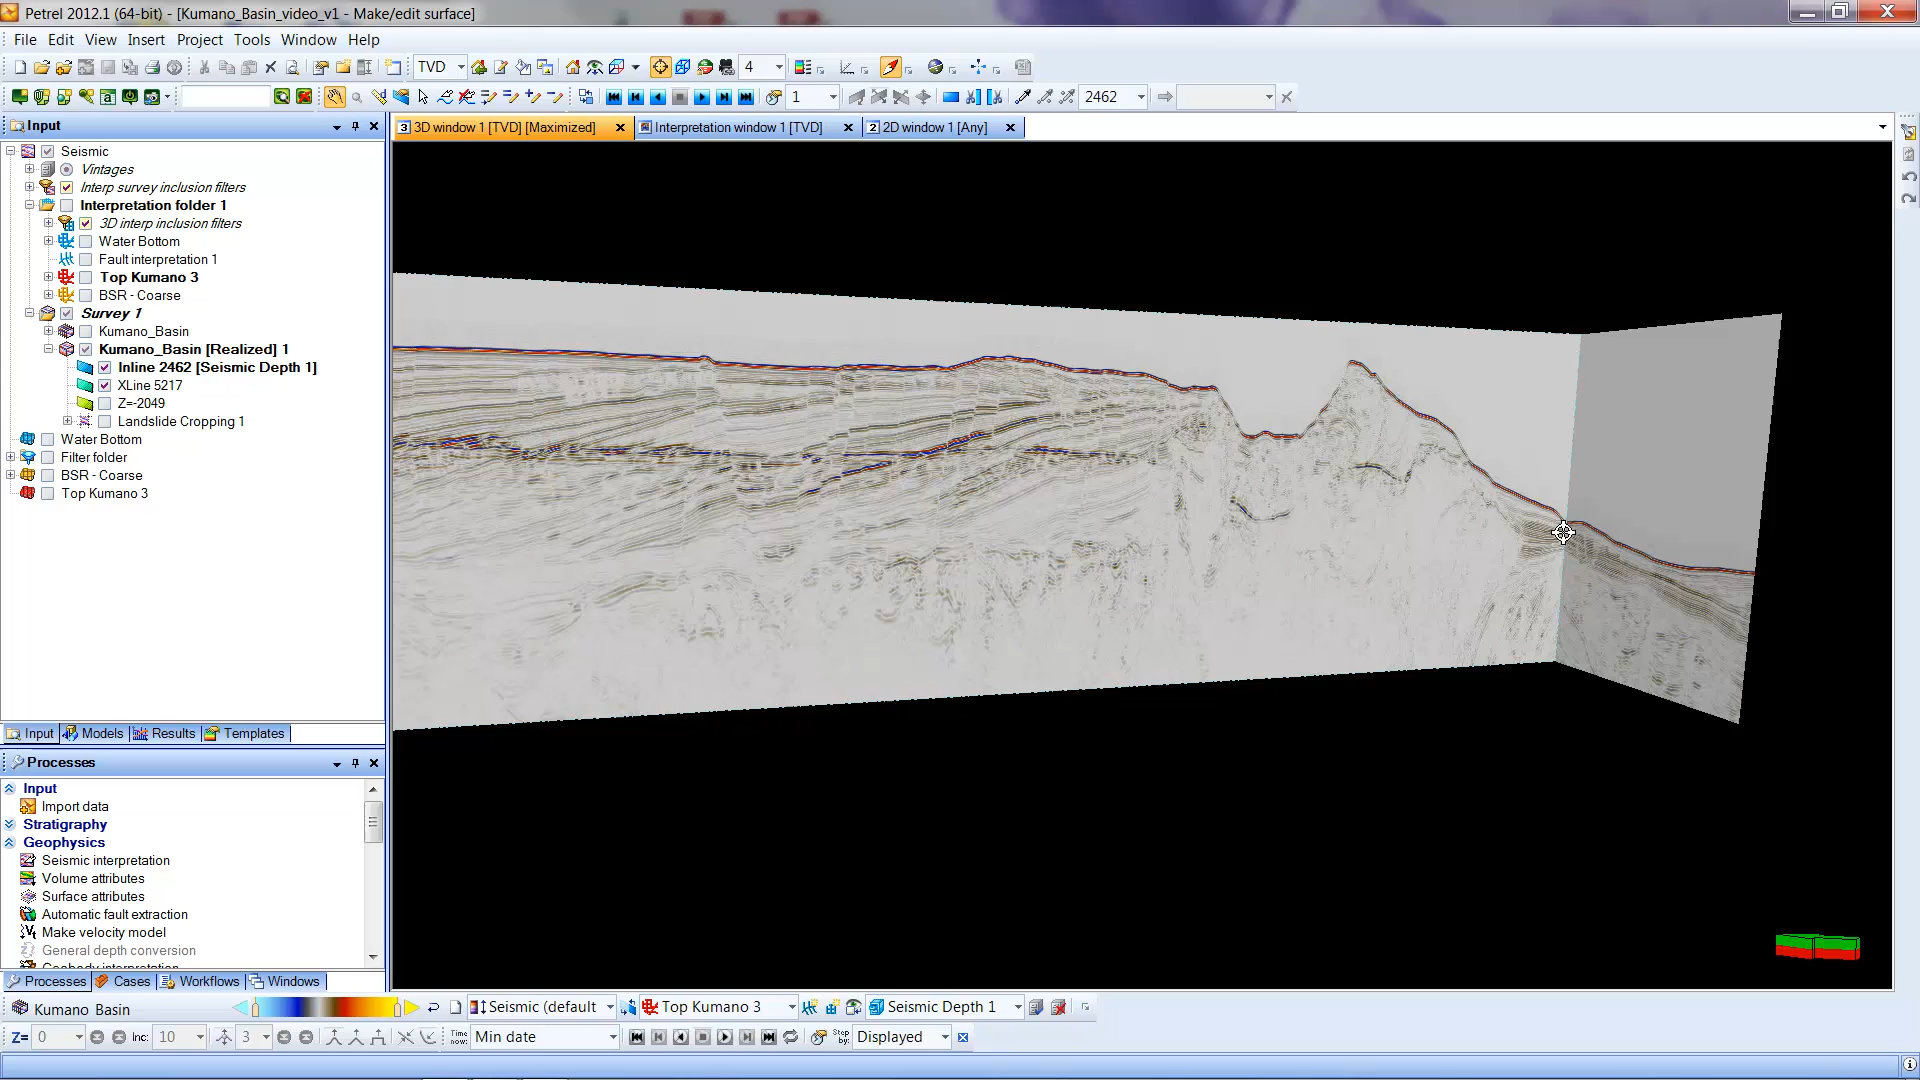 Petrel 2012.1 (64-bit) - [Kumano_Basin_video_v1 - Make/edit surface]
File Edit View Insert Project Tools Window Help
TVD 4
1 2462
Input
3 3D window 1 [TVD] [Maximized] Interpretation window 1 [TVD] 2 2D window 1 [Any]
Seismic
Vintages
Interp survey inclusion filters
Interpretation folder 1
3D interp inclusion filters
Water Bottom
Fault interpretation 1
Top Kumano 3
BSR - Coarse
Survey 1
Kumano_Basin
Kumano_Basin [Realized] 1
Inline 2462 [Seismic Depth 1]
XLine 5217
Z=-2049
Landslide Cropping 1
Water Bottom
Filter folder
BSR - Coarse
Top Kumano 3
Input Models Results Templates
Processes
Input
Import data
Stratigraphy
Geophysics
Seismic interpretation
Volume attributes
Surface attributes
Automatic fault extraction
Make velocity model
General depth conversion
Processes Cases Workflows Windows
Kumano Basin Seismic (default Top Kumano 3 Seismic Depth 1
Z= 0 Inc: 10 3 Time now: Min date Step by: Displayed